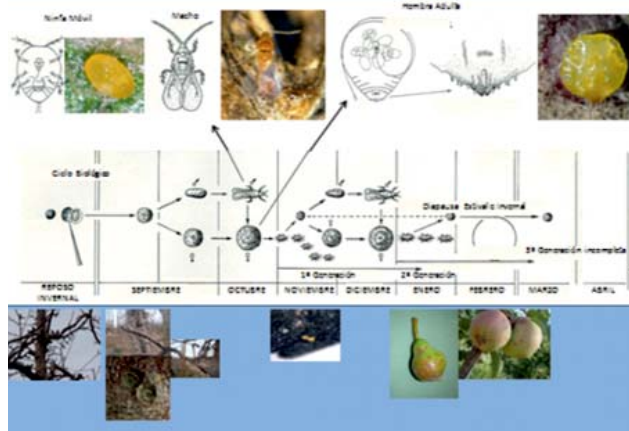 Ninfa Móvil
Macho
Hembra Adulta
Ciclo Biológico
Diapausa Estivalo Invernal
3ª Generación incompleta
1ª Generación
2ª Generación
REPOSO
INVERNAL
SEPTIEMBRE
OCTUBRE
NOVIEMBRE
DICIEMBRE
ENERO
FEBRERO
MARZO
ABRIL